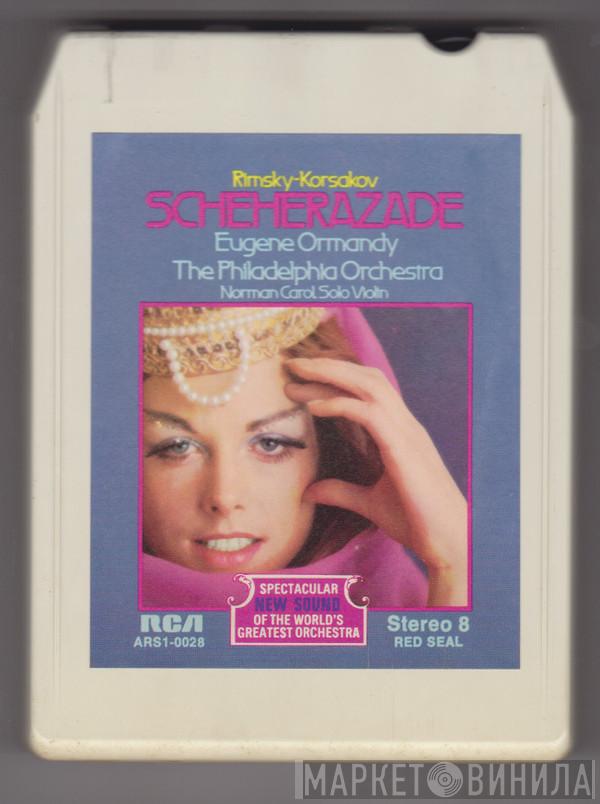 Rimsky-Korsakov
SCHEHERAZADE
Eugene Ormandy
The Philadelphia Orchestra
Norman Carol, Solo Violin
SPECTACULAR
NEW SOUND
OF THE WORLD'S
GREATEST ORCHESTRA
RCA
ARS1-0028
Stereo 8
RED SEAL
МАРКЕТ ВИНИЛА